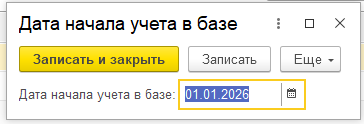 Дата начала учета в базе
Записать и закрыть Записать Еще
Дата начала учета в базе: 01.01.2026